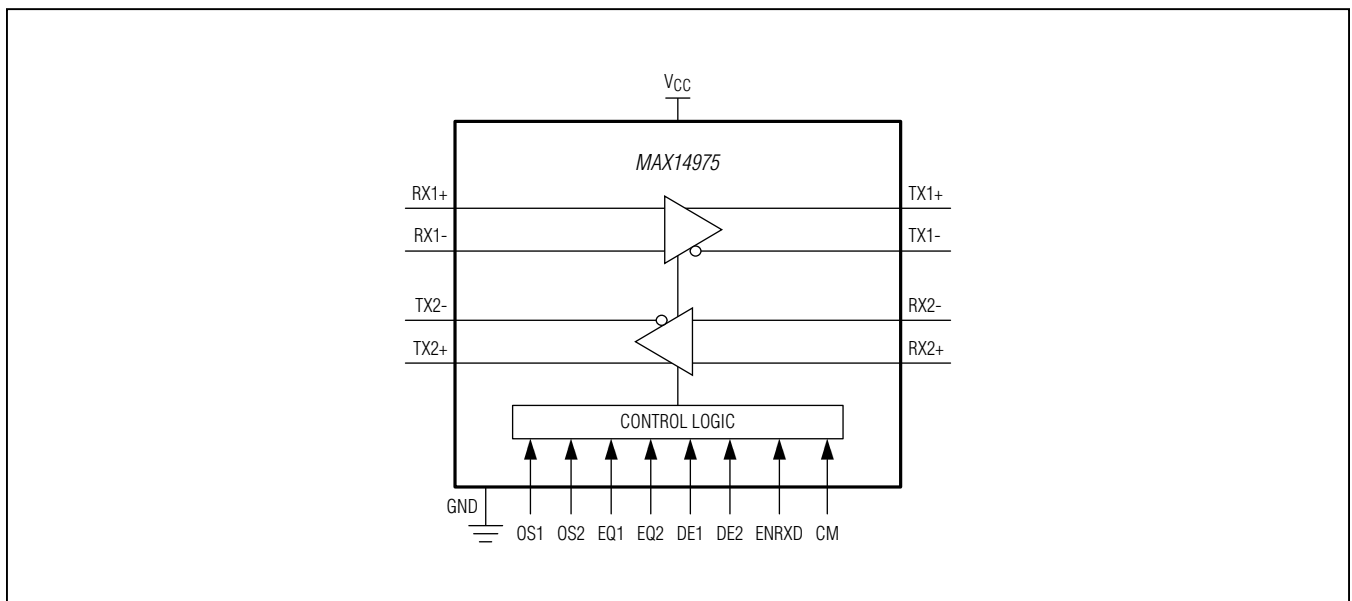 VCC
MAX14975
RX1+ TX1+
RX1- TX1-
TX2- RX2-
TX2+ RX2+
CONTROL LOGIC
GND
OS1 OS2 EQ1 EQ2 DE1 DE2 ENRXD CM